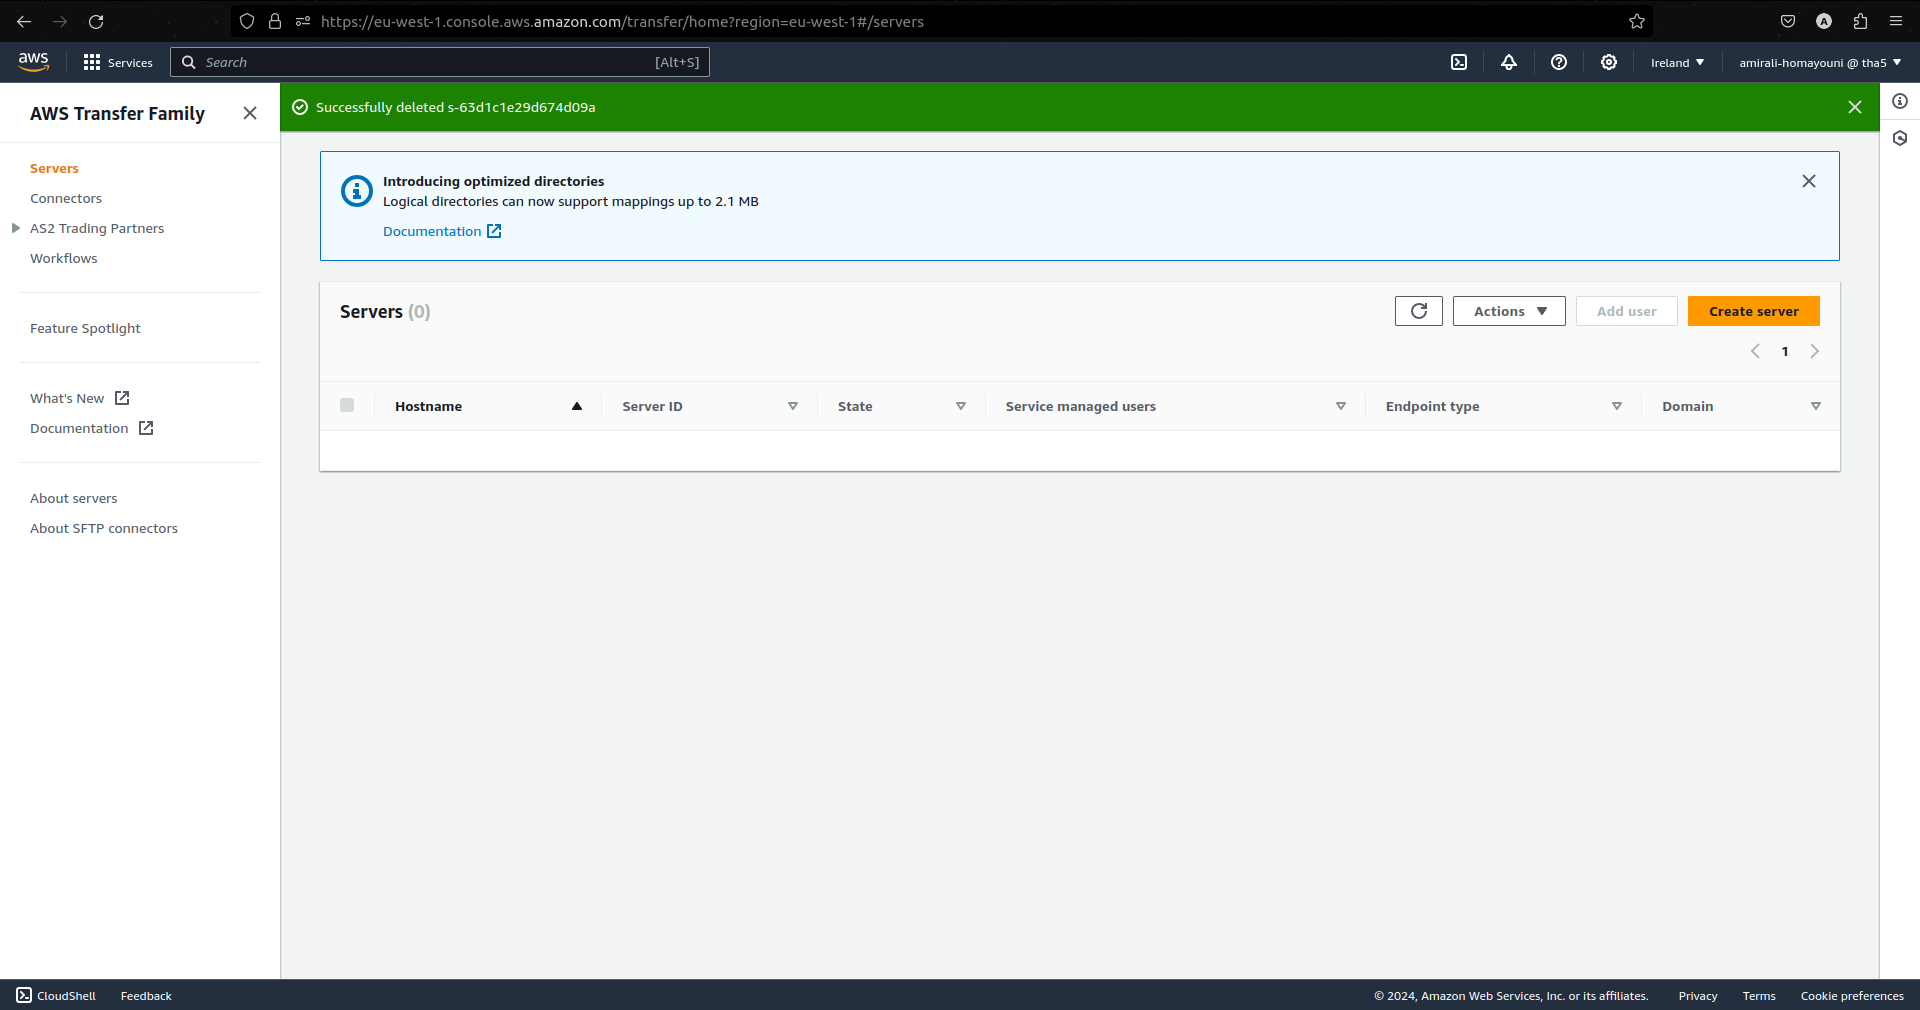 https://eu-west-1.console.aws.amazon.com/transfer/home?region=eu-west-1#/servers
A
aws
Services
Search
[Alt+S]
Ireland
amirali-homayouni @ tha5
AWS Transfer Family
Servers
Connectors
AS2 Trading Partners
Workflows
Feature Spotlight
What's New
Documentation
About servers
About SFTP connectors
Successfully deleted s-63d1c1e29d674d09a
Introducing optimized directories
Logical directories can now support mappings up to 2.1 MB
Documentation
Servers (0)
Actions
Add user
Create server
1
Hostname
Server ID
State
Service managed users
Endpoint type
Domain
CloudShell
Feedback
© 2024, Amazon Web Services, Inc. or its affiliates.
Privacy
Terms
Cookie preferences